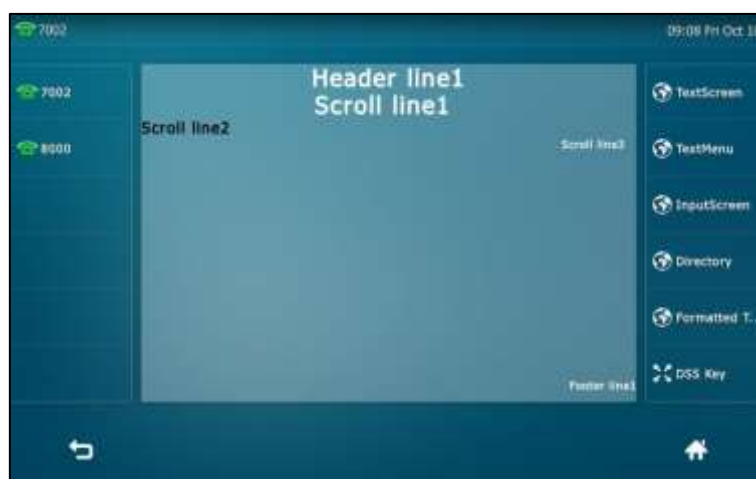 7002
09:08 Fri Oct
7002
8000
Header line1
Scroll line1
Scroll line2
Scroll line3
Footer line1
TextScreen
TextMenu
InputScreen
Directory
Formatted T..
DSS Key